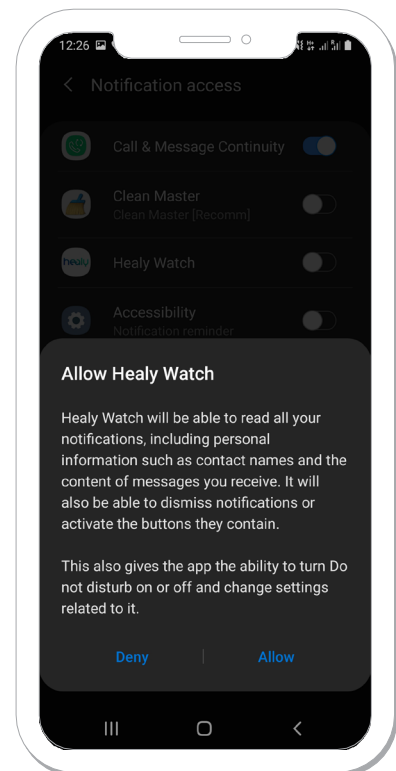 12:26
Notification access
Call & Message Continuity
Clean Master
Clean Master [Recomm]
healy
Healy Watch
Accessibility
Notification reminder
Allow Healy Watch
Healy Watch will be able to read all your
notifications, including personal
information such as contact names and the
content of messages you receive. It will
also be able to dismiss notifications or
activate the buttons they contain.
This also gives the app the ability to turn Do
not disturb on or off and change settings
related to it.
Deny
Allow